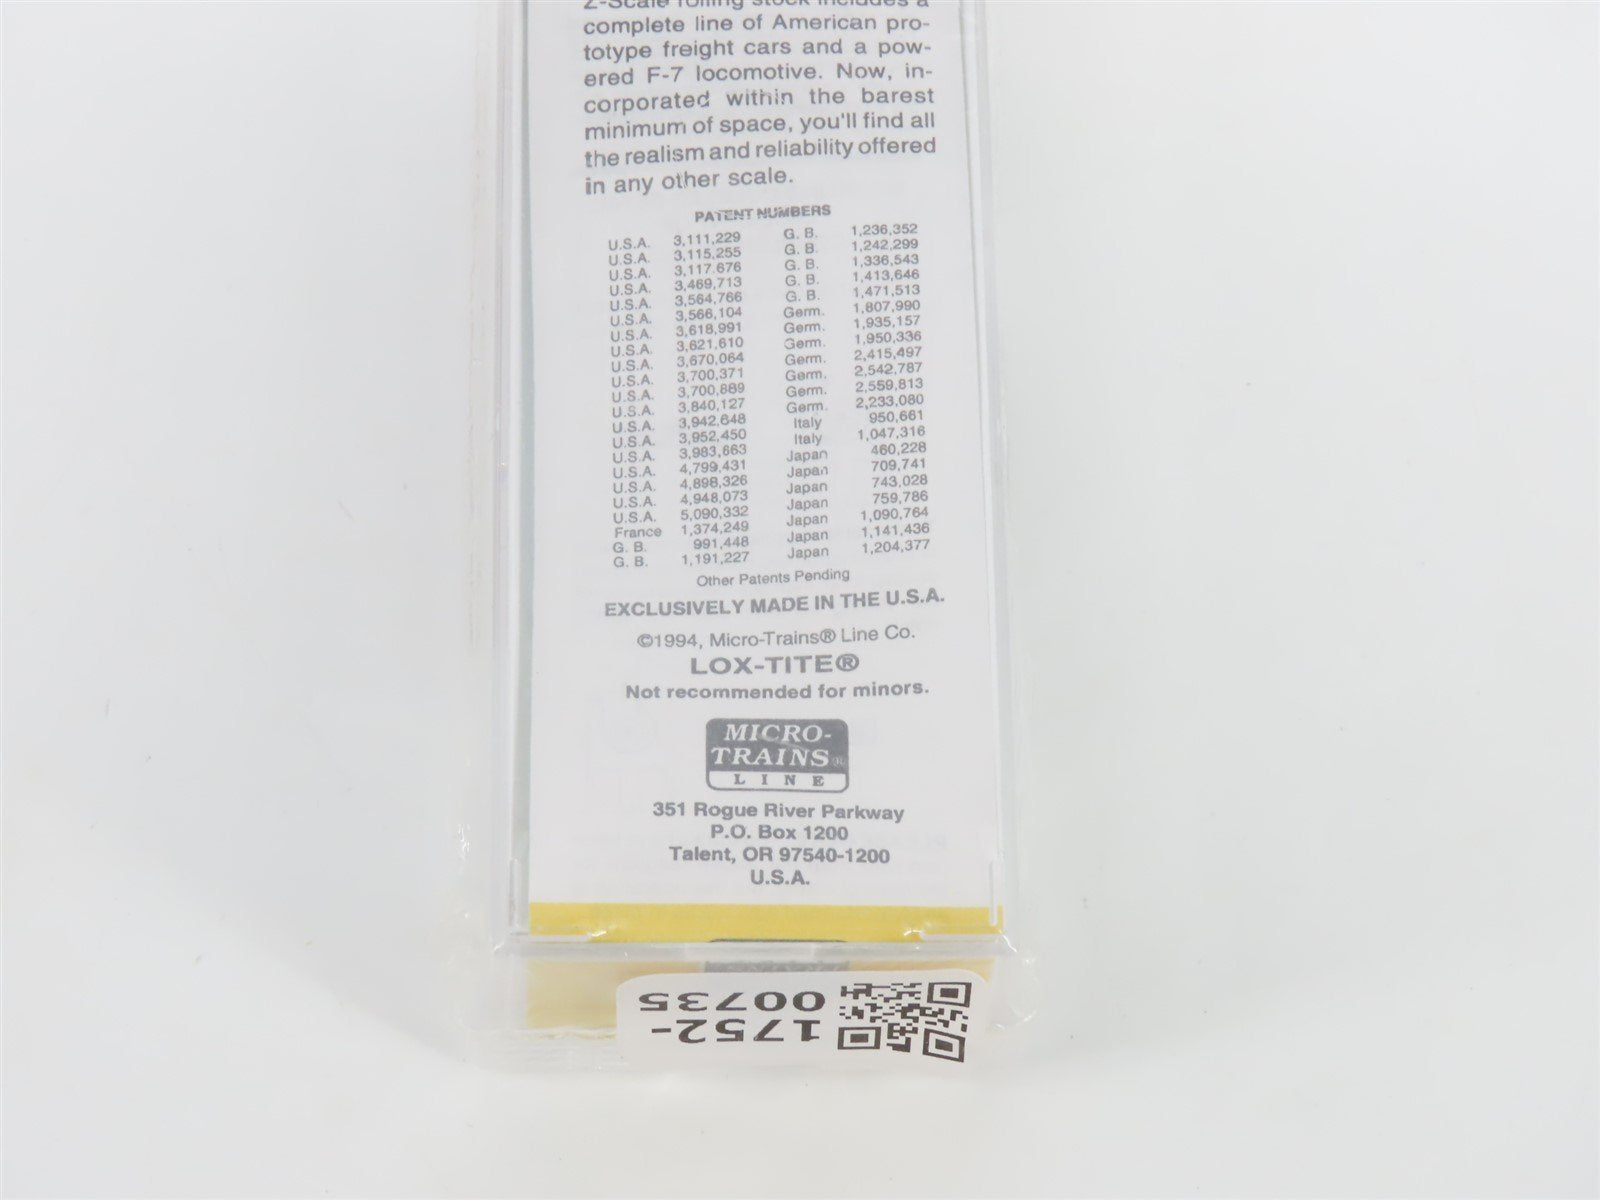 Z-Scale rolling stock includes a
complete line of American pro-
totype freight cars and a pow-
ered F-7 locomotive. Now, in-
corporated within the barest
minimum of space, you'll find all
the realism and reliability offered
in any other scale.
PATENT NUMBERS
U.S.A. 3,111,229 G. B. 1,236,352
U.S.A. 3,115,255 G. B. 1,242,299
U.S.A. 3,117,676 G. B. 1,336,543
U.S.A. 3,469,713 G. B. 1,413,646
U.S.A. 3,564,766 G. B. 1,471,513
U.S.A. 3,566,104 Germ. 1,807,990
U.S.A. 3,618,991 Germ. 1,935,157
U.S.A. 3,621,610 Germ. 1,950,336
U.S.A. 3,670,064 Germ. 2,415,497
U.S.A. 3,700,371 Germ. 2,542,787
U.S.A. 3,700,889 Germ. 2,559,813
U.S.A. 3,840,127 Germ. 2,233,080
U.S.A. 3,942,648 Italy 950,661
U.S.A. 3,952,450 Italy 1,047,316
U.S.A. 3,983,663 Japan 460,228
U.S.A. 4,799,431 Japan 709,741
U.S.A. 4,898,326 Japan 743,028
U.S.A. 4,948,073 Japan 759,786
U.S.A. 5,090,332 Japan 1,090,764
France 1,374,249 Japan 1,141,436
G. B. 991,448 Japan 1,204,377
G. B. 1,191,227
Other Patents Pending
EXCLUSIVELY MADE IN THE U.S.A.
©1994, Micro-Trains® Line Co.
LOX-TITE®
Not recommended for minors.
MICRO-
TRAINS®
LINE
351 Rogue River Parkway
P.O. Box 1200
Talent, OR 97540-1200
U.S.A.
1752-
00735